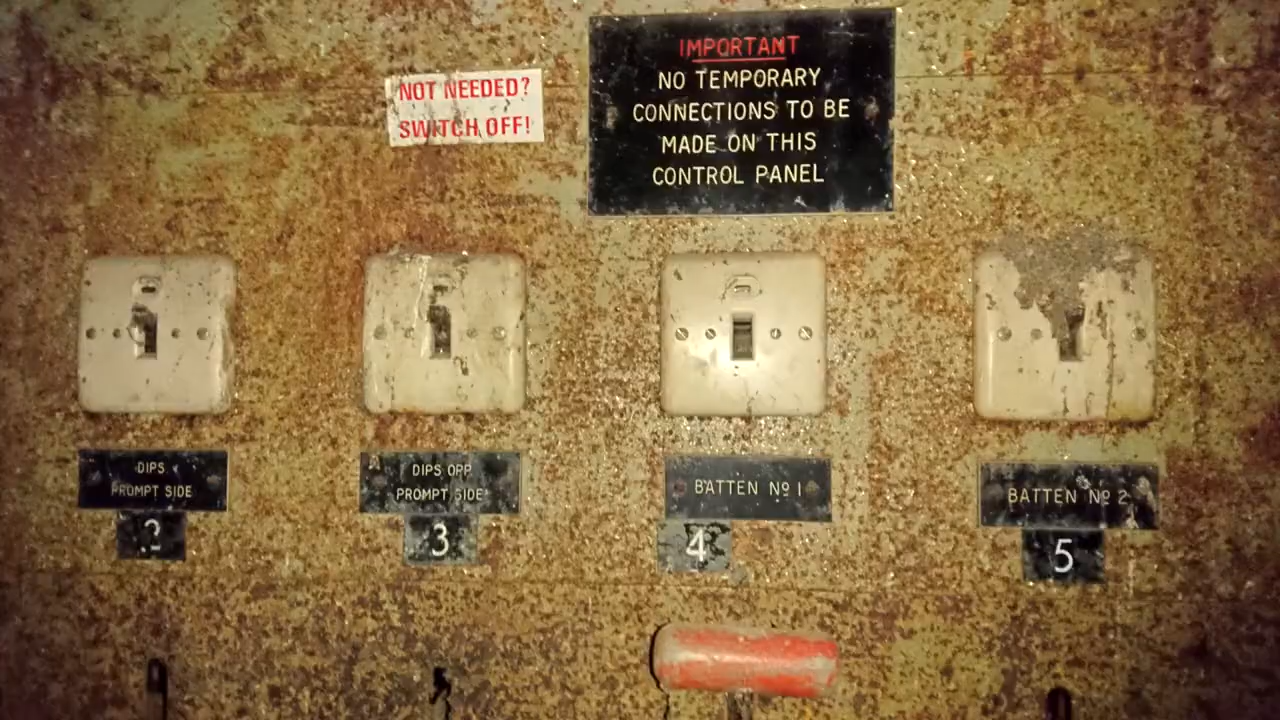 IMPORTANT
NO TEMPORARY
CONNECTIONS TO BE
MADE ON THIS
CONTROL PANEL
NOT NEEDED?
SWITCH OFF!
DIPS
PROMPT SIDE
2
DIPS OPP
PROMPT SIDE
3
BATTEN Nº 1
4
BATTEN Nº 2
5